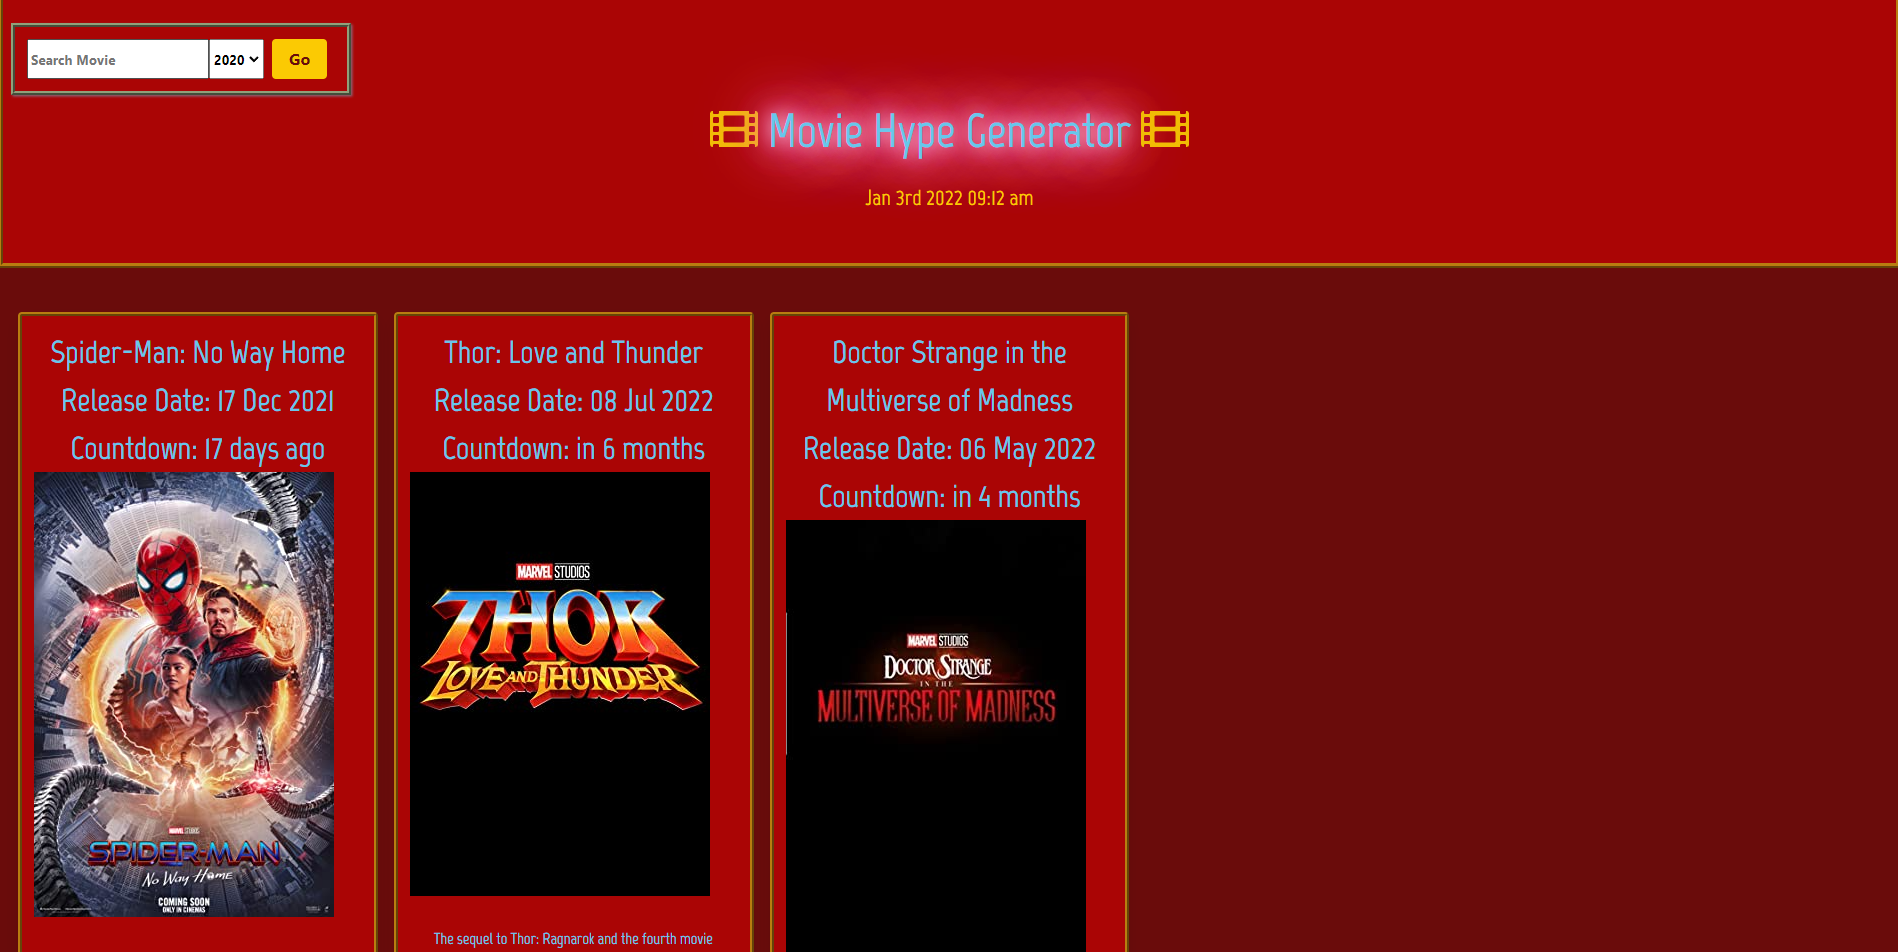 Search Movie
2020
Go
Movie Hype Generator
Jan 3rd 2022 09:12 am
Spider-Man: No Way Home
Release Date: 17 Dec 2021
Countdown: 17 days ago
MARVEL STUDIOS
SPIDER-MAN
No Way Home
COMING SOON
ONLY IN CINEMAS
Thor: Love and Thunder
Release Date: 08 Jul 2022
Countdown: in 6 months
MARVEL STUDIOS
THOR
LOVE AND THUNDER
The sequel to Thor: Ragnarok and the fourth movie
Doctor Strange in the
Multiverse of Madness
Release Date: 06 May 2022
Countdown: in 4 months
MARVEL STUDIOS
DOCTOR STRANGE
IN THE
MULTIVERSE OF MADNESS